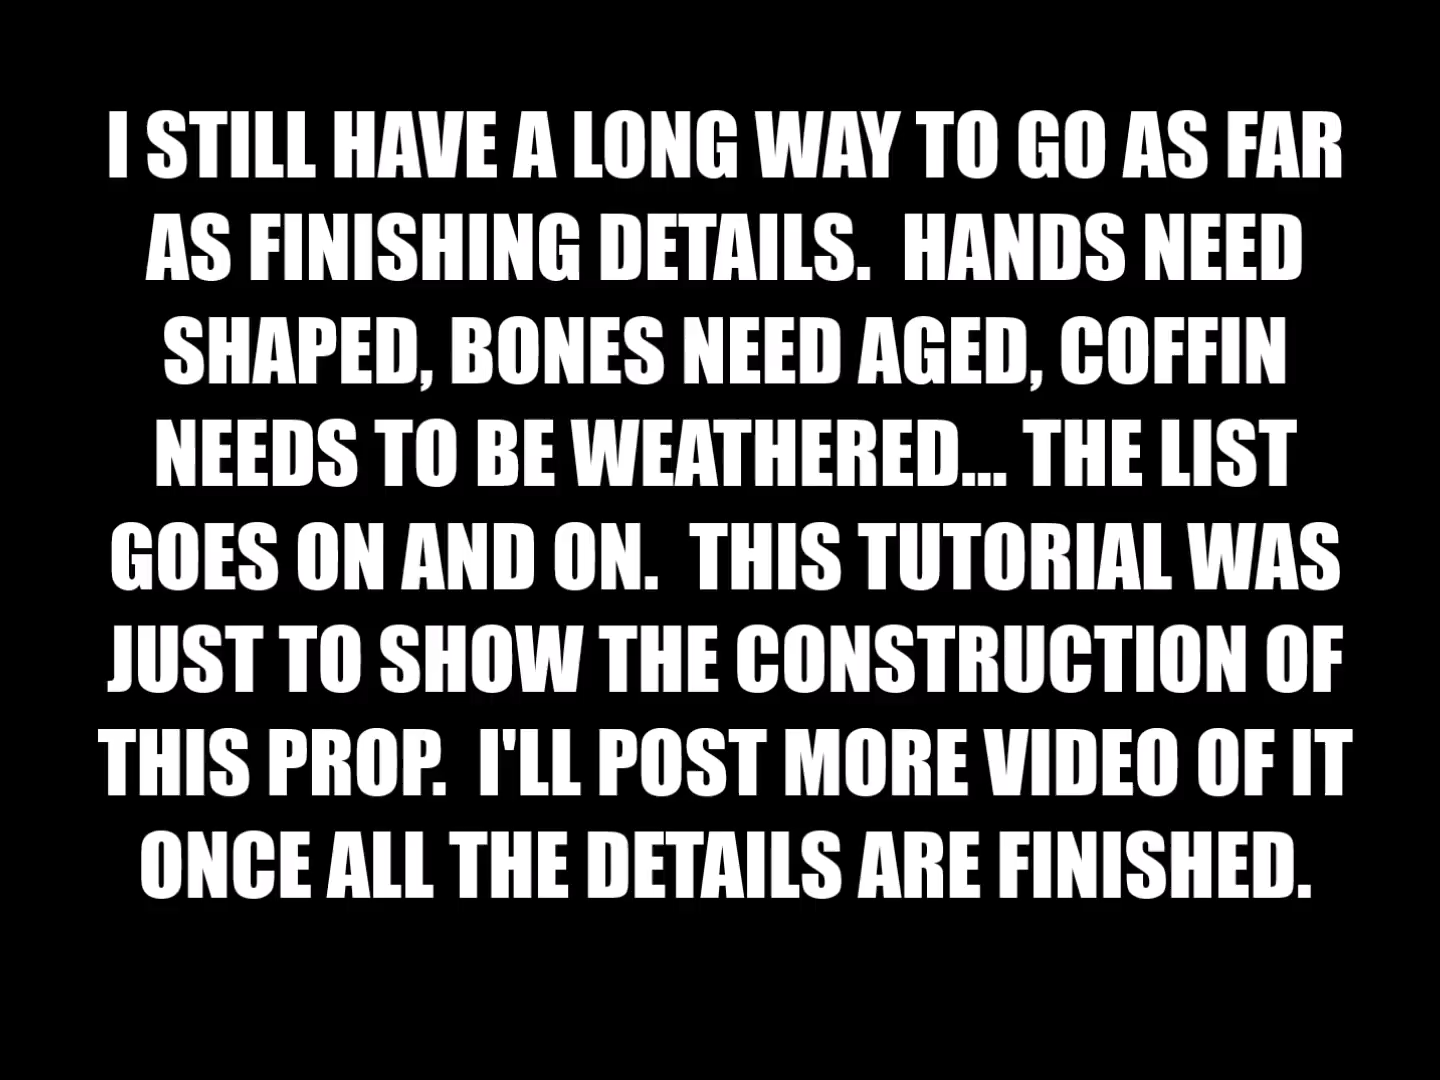 I STILL HAVE A LONG WAY TO GO AS FAR
AS FINISHING DETAILS.  HANDS NEED
SHAPED, BONES NEED AGED, COFFIN
NEEDS TO BE WEATHERED... THE LIST
GOES ON AND ON.  THIS TUTORIAL WAS
JUST TO SHOW THE CONSTRUCTION OF
THIS PROP.  I'LL POST MORE VIDEO OF IT
ONCE ALL THE DETAILS ARE FINISHED.